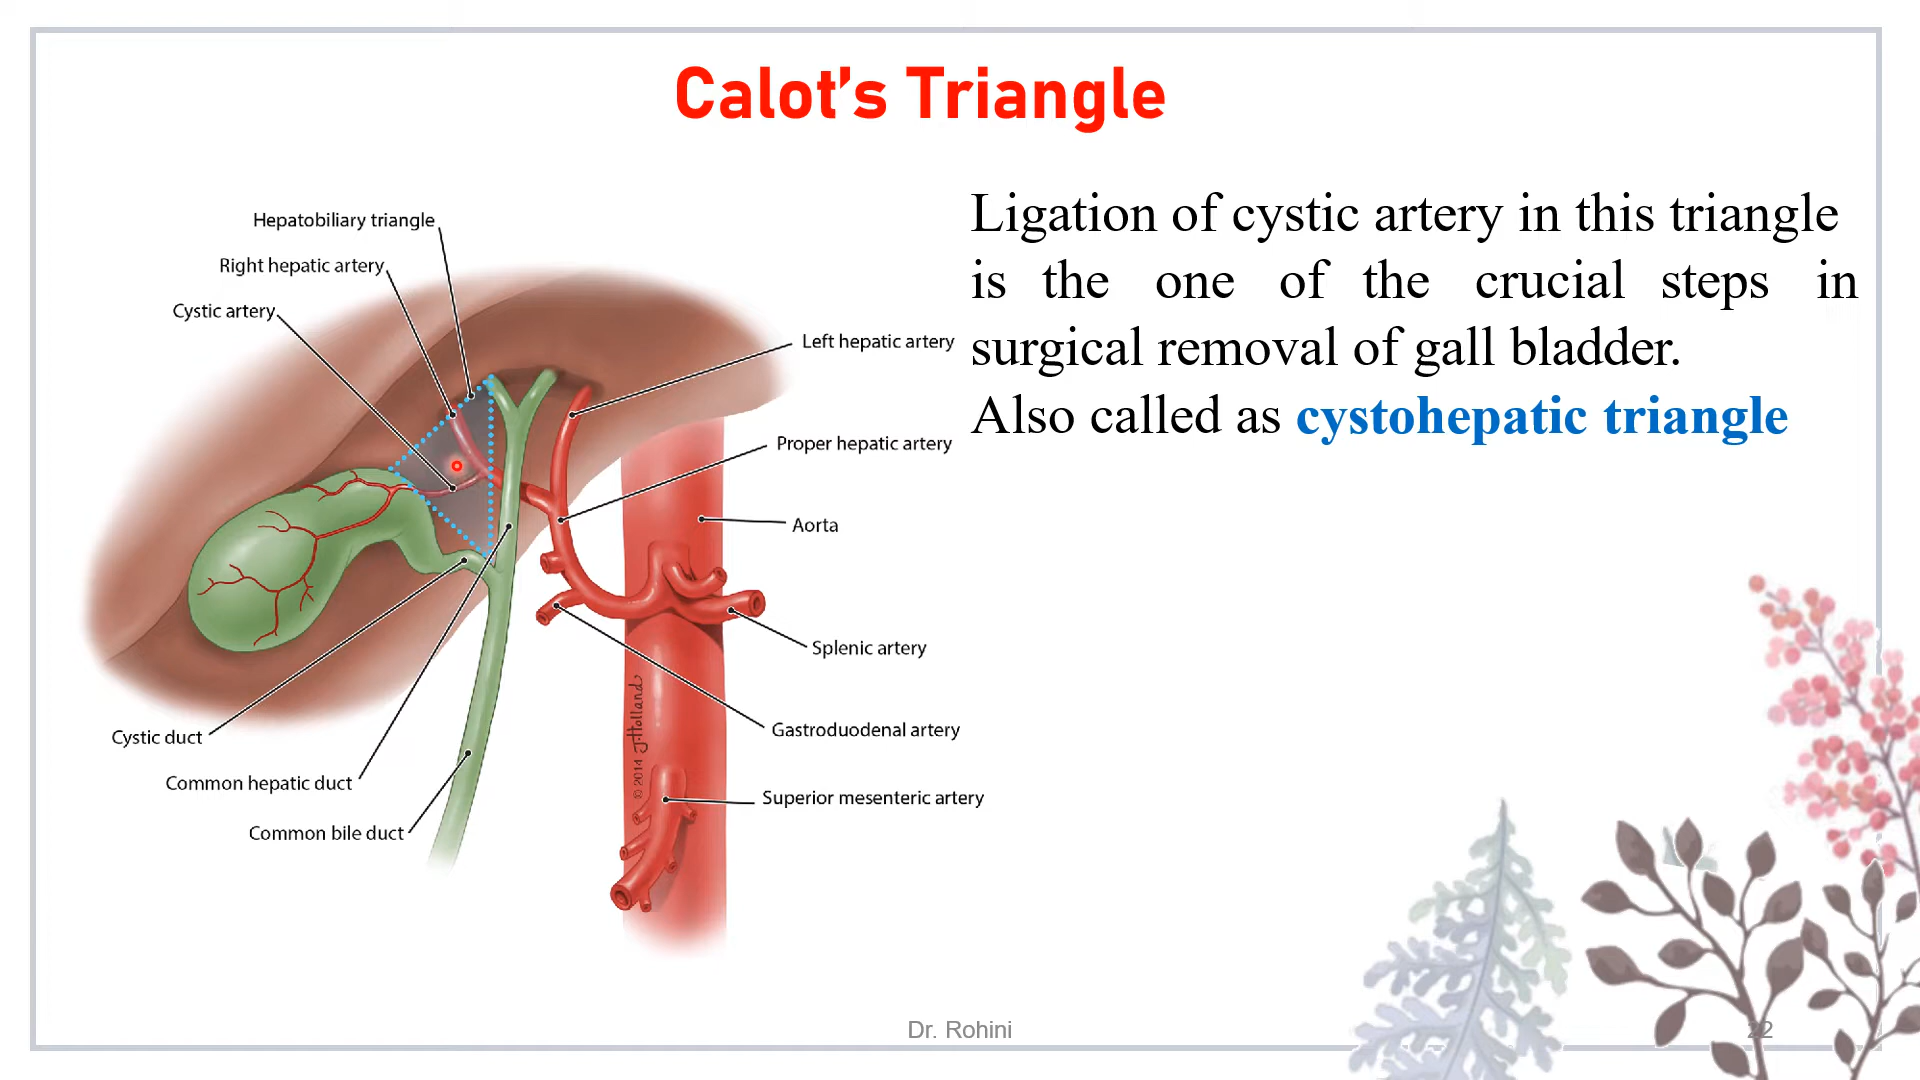 Calot's Triangle
Ligation of cystic artery in this triangle
is the one of the crucial steps in
surgical removal of gall bladder.
Also called as cystohepatic triangle
Hepatobiliary triangle
Right hepatic artery
Cystic artery
Left hepatic artery
Proper hepatic artery
Aorta
Splenic artery
Gastroduodenal artery
Superior mesenteric artery
Cystic duct
Common hepatic duct
Common bile duct
© 2014 J.Holland
Dr. Rohini
22